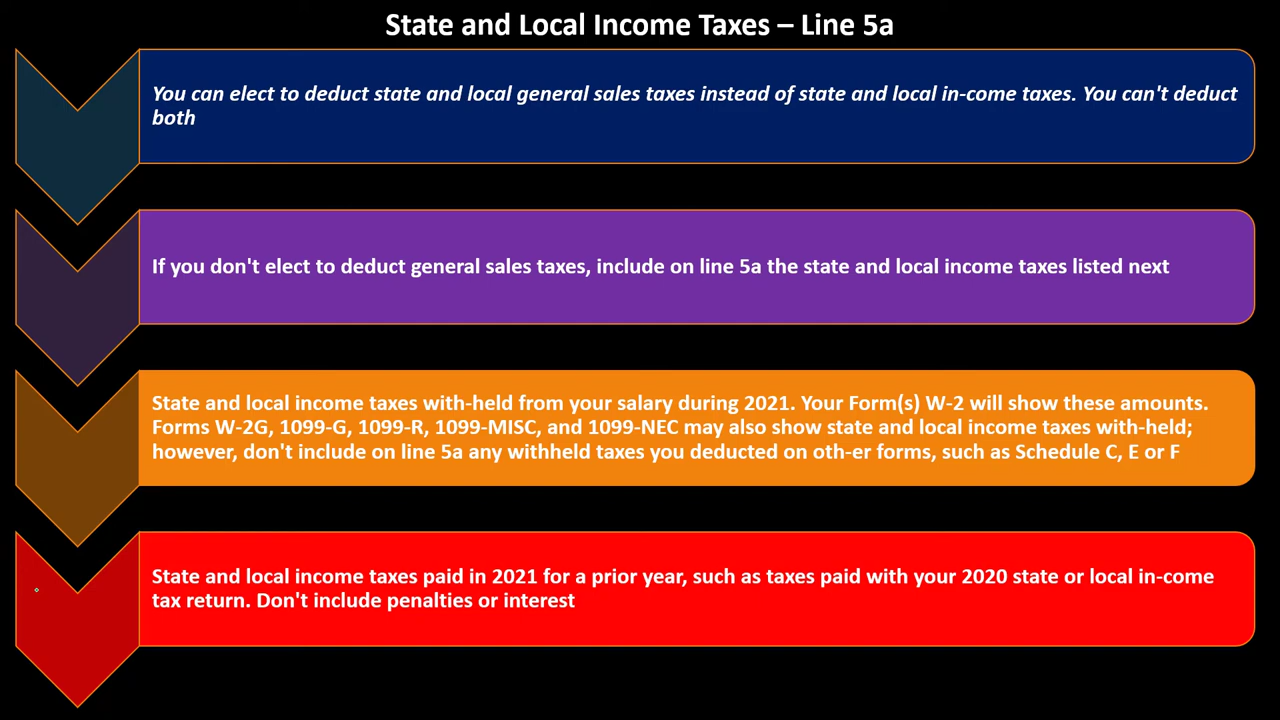 State and Local Income Taxes – Line 5a
You can elect to deduct state and local general sales taxes instead of state and local in-come taxes. You can't deduct
both
If you don't elect to deduct general sales taxes, include on line 5a the state and local income taxes listed next
State and local income taxes with-held from your salary during 2021. Your Form(s) W-2 will show these amounts.
Forms W-2G, 1099-G, 1099-R, 1099-MISC, and 1099-NEC may also show state and local income taxes with-held;
however, don't include on line 5a any withheld taxes you deducted on oth-er forms, such as Schedule C, E or F
State and local income taxes paid in 2021 for a prior year, such as taxes paid with your 2020 state or local in-come
tax return. Don't include penalties or interest